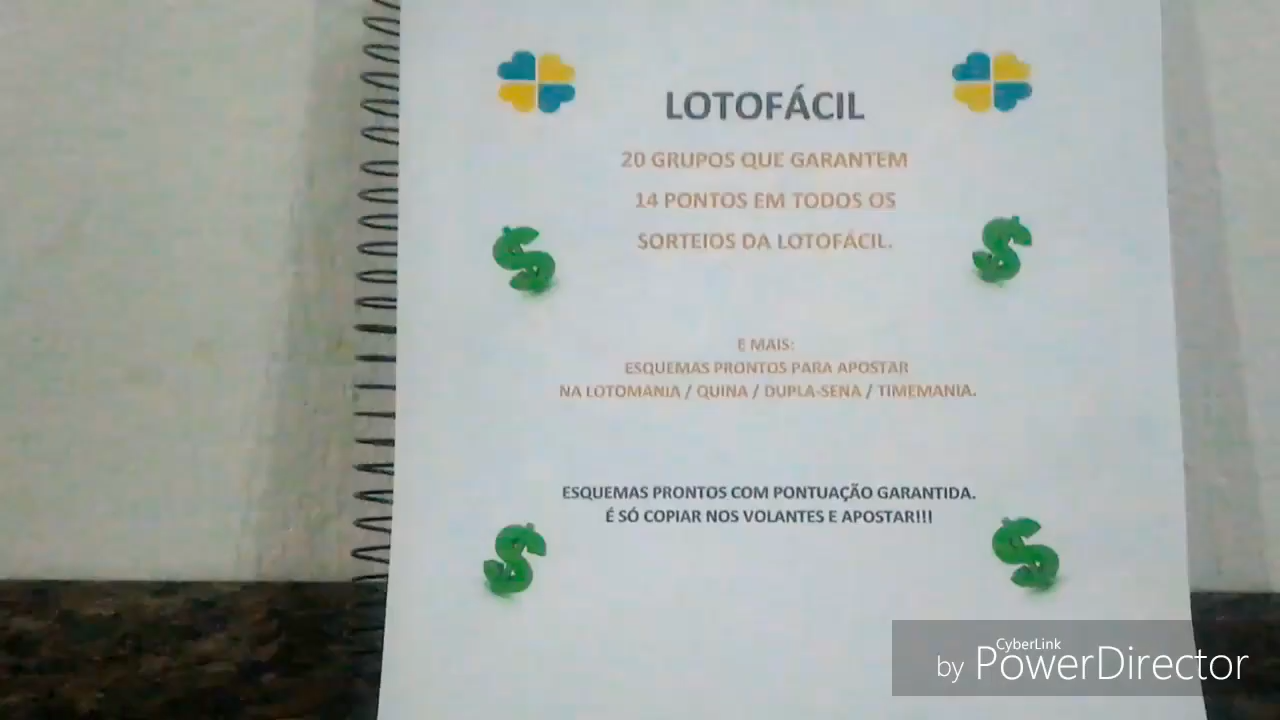 LOTOFÁCIL
20 GRUPOS QUE GARANTEM
14 PONTOS EM TODOS OS
SORTEIOS DA LOTOFÁCIL.
E MAIS:
ESQUEMAS PRONTOS PARA APOSTAR
NA LOTOMANIA / QUINA / DUPLA-SENA / TIMEMANIA.
ESQUEMAS PRONTOS COM PONTUAÇÃO GARANTIDA.
É SÓ COPIAR NOS VOLANTES E APOSTAR!!!
CyberLink
by PowerDirector